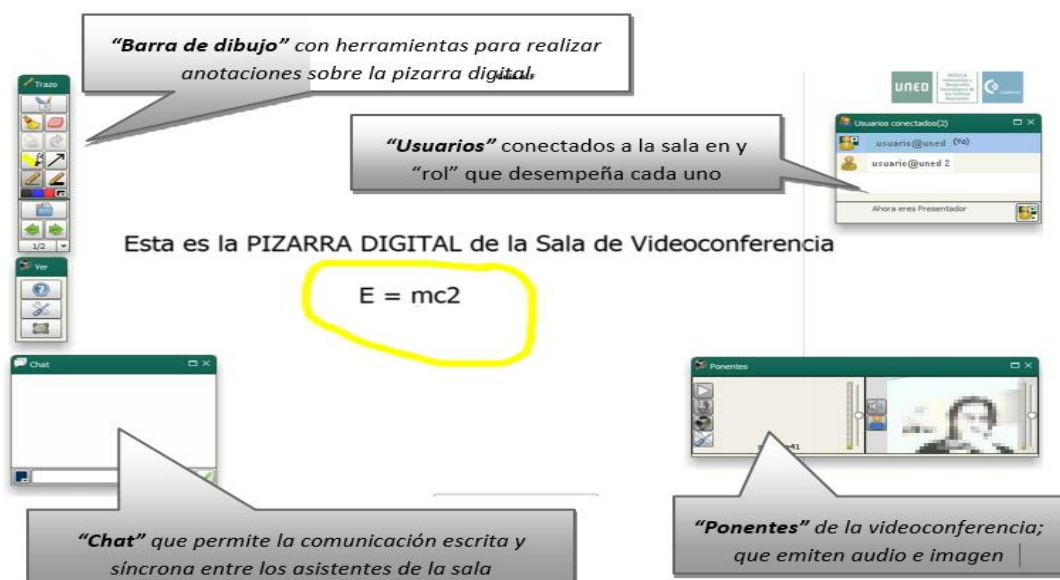 “Barra de dibujo” con herramientas para realizar
anotaciones sobre la pizarra digital.
Trazo
UNED
Usuarios conectados(2)
usuario@uned (Yo)
usuario@uned 2
Ahora eres Presentador
“Usuarios” conectados a la sala en y
“rol” que desempeña cada uno
1/2
Ver
Esta es la PIZARRA DIGITAL de la Sala de Videoconferencia
E = mc2
Chat
Ponentes
“Chat” que permite la comunicación escrita y
síncrona entre los asistentes de la sala
“Ponentes” de la videoconferencia;
que emiten audio e imagen